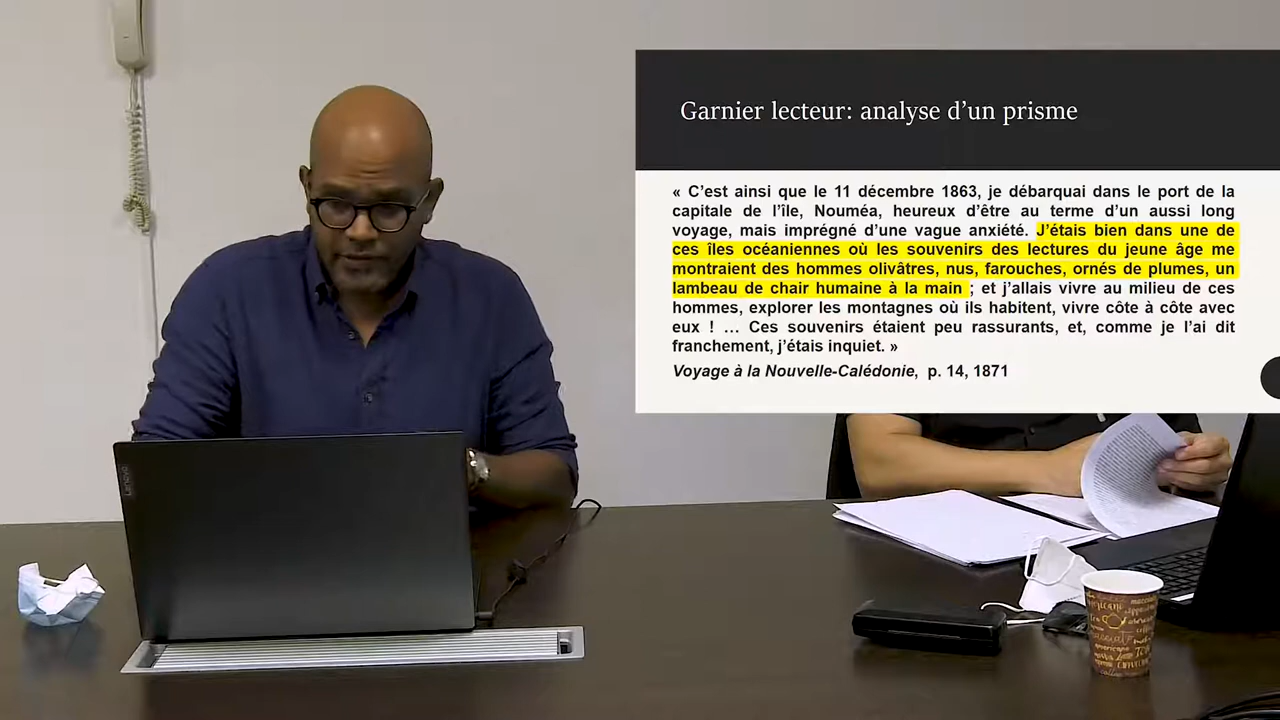 Garnier lecteur: analyse d’un prisme
« C’est ainsi que le 11 décembre 1863, je débarquai dans le port de la
capitale de l’île, Nouméa, heureux d’être au terme d’un aussi long
voyage, mais imprégné d’une vague anxiété. J’étais bien dans une de
ces îles océaniennes où les souvenirs des lectures du jeune âge me
montraient des hommes olivâtres, nus, farouches, ornés de plumes, un
lambeau de chair humaine à la main ; et j’allais vivre au milieu de ces
hommes, explorer les montagnes où ils habitent, vivre côte à côte avec
eux ! … Ces souvenirs étaient peu rassurants, et, comme je l’ai dit
franchement, j’étais inquiet. »
Voyage à la Nouvelle-Calédonie, p. 14, 1871
Lenovo